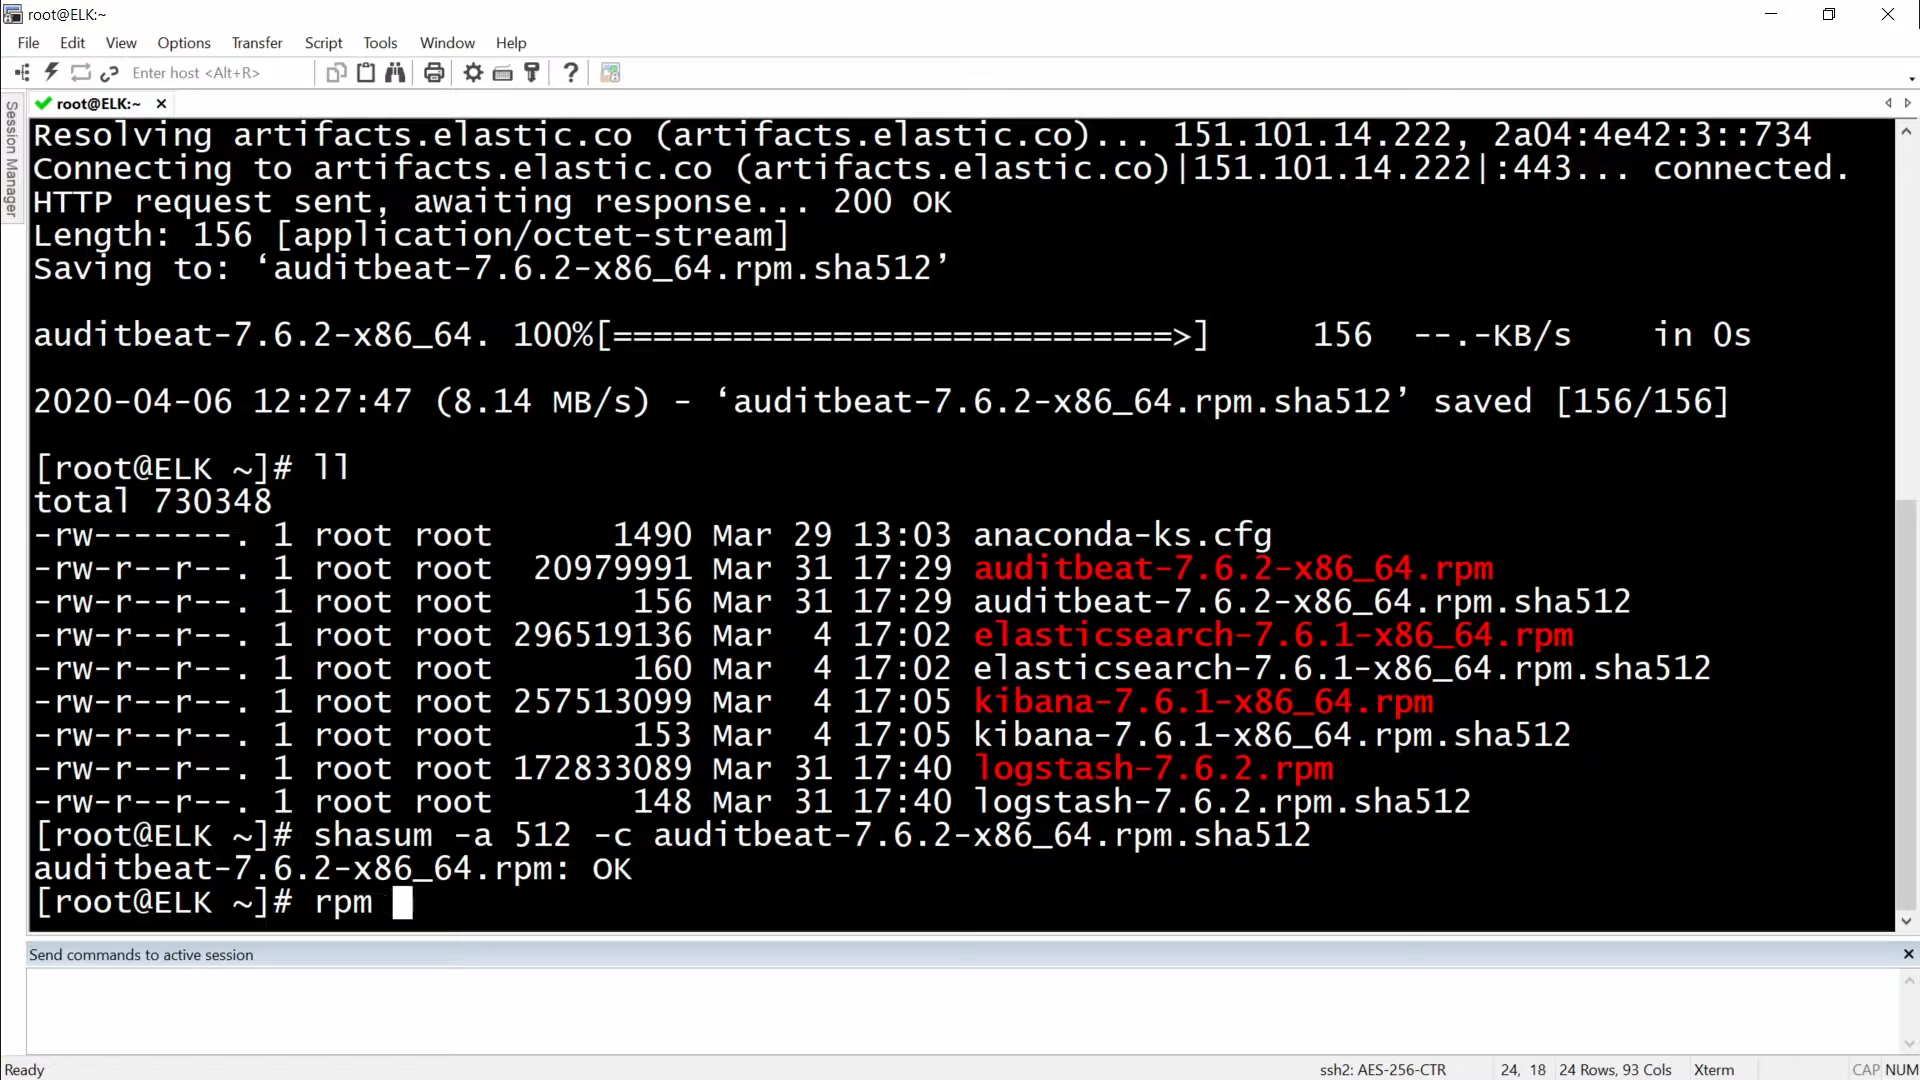 root@ELK:~
File Edit View Options Transfer Script Tools Window Help
Enter host <Alt+R>
Session Manager
root@ELK:~
Resolving artifacts.elastic.co (artifacts.elastic.co)... 151.101.14.222, 2a04:4e42:3::734
Connecting to artifacts.elastic.co (artifacts.elastic.co)|151.101.14.222|:443... connected.
HTTP request sent, awaiting response... 200 OK
Length: 156 [application/octet-stream]
Saving to: ‘auditbeat-7.6.2-x86_64.rpm.sha512’
auditbeat-7.6.2-x86_64. 100%[============================>] 156 --.-KB/s in 0s
2020-04-06 12:27:47 (8.14 MB/s) - ‘auditbeat-7.6.2-x86_64.rpm.sha512’ saved [156/156]
[root@ELK ~]# ll
total 730348
-rw-------. 1 root root 1490 Mar 29 13:03 anaconda-ks.cfg
-rw-r--r--. 1 root root 20979991 Mar 31 17:29 auditbeat-7.6.2-x86_64.rpm
-rw-r--r--. 1 root root 156 Mar 31 17:29 auditbeat-7.6.2-x86_64.rpm.sha512
-rw-r--r--. 1 root root 296519136 Mar 4 17:02 elasticsearch-7.6.1-x86_64.rpm
-rw-r--r--. 1 root root 160 Mar 4 17:02 elasticsearch-7.6.1-x86_64.rpm.sha512
-rw-r--r--. 1 root root 257513099 Mar 4 17:05 kibana-7.6.1-x86_64.rpm
-rw-r--r--. 1 root root 153 Mar 4 17:05 kibana-7.6.1-x86_64.rpm.sha512
-rw-r--r--. 1 root root 172833089 Mar 31 17:40 logstash-7.6.2.rpm
-rw-r--r--. 1 root root 148 Mar 31 17:40 logstash-7.6.2.rpm.sha512
[root@ELK ~]# shasum -a 512 -c auditbeat-7.6.2-x86_64.rpm.sha512
auditbeat-7.6.2-x86_64.rpm: OK
[root@ELK ~]# rpm
Send commands to active session
Ready ssh2: AES-256-CTR 24, 18 24 Rows, 93 Cols Xterm CAP NUM